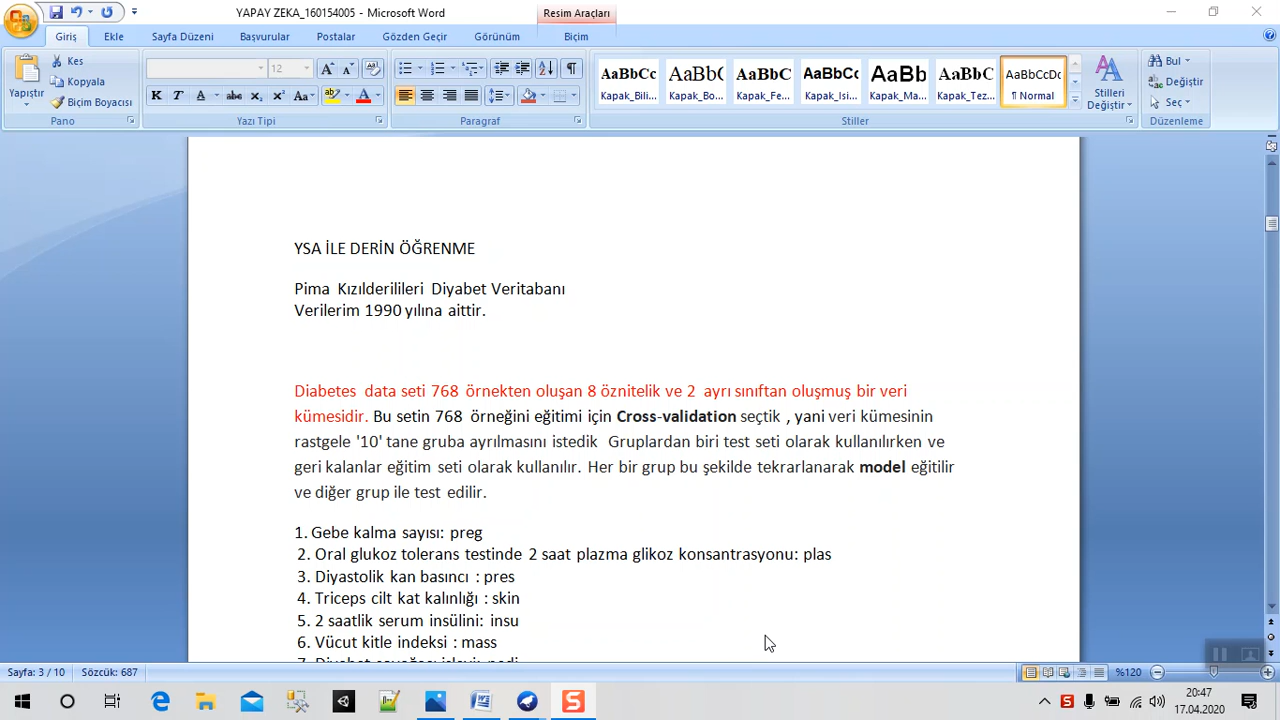 YAPAY ZEKA_160154005 - Microsoft Word
Resim Araçları
Giriş Ekle Sayfa Düzeni Başvurular Postalar Gözden Geçir Görünüm Biçim
Yapıştır
Kes
Kopyala
Biçim Boyacısı
Pano
12
K T A abc x₂ x² Aa
Yazı Tipi
Paragraf
AaBbCc AaBbC AaBbC AaBbCc AaBb AaBbC AaBbCcDc
Kapak_Bili... Kapak_Bo... Kapak_Fe... Kapak_Isi... Kapak_Ma... Kapak_Tez... ¶ Normal
Stiller
Stilleri
Değiştir
Bul
Değiştir
Seç
Düzenleme
YSA İLE DERİN ÖĞRENME
Pima Kızılderilileri Diyabet Veritabanı
Verilerim 1990 yılına aittir.
Diabetes data seti 768 örnekten oluşan 8 öznitelik ve 2 ayrı sınıftan oluşmuş bir veri
kümesidir. Bu setin 768 örneğini eğitimi için Cross-validation seçtik , yani veri kümesinin
rastgele '10' tane gruba ayrılmasını istedik Gruplardan biri test seti olarak kullanılırken ve
geri kalanlar eğitim seti olarak kullanılır. Her bir grup bu şekilde tekrarlanarak model eğitilir
ve diğer grup ile test edilir.
1. Gebe kalma sayısı: preg
2. Oral glukoz tolerans testinde 2 saat plazma glikoz konsantrasyonu: plas
3. Diyastolik kan basıncı : pres
4. Triceps cilt kat kalınlığı : skin
5. 2 saatlik serum insülini: insu
6. Vücut kitle indeksi : mass
Sayfa: 3 / 10 Sözcük: 687 %120
20:47
17.04.2020